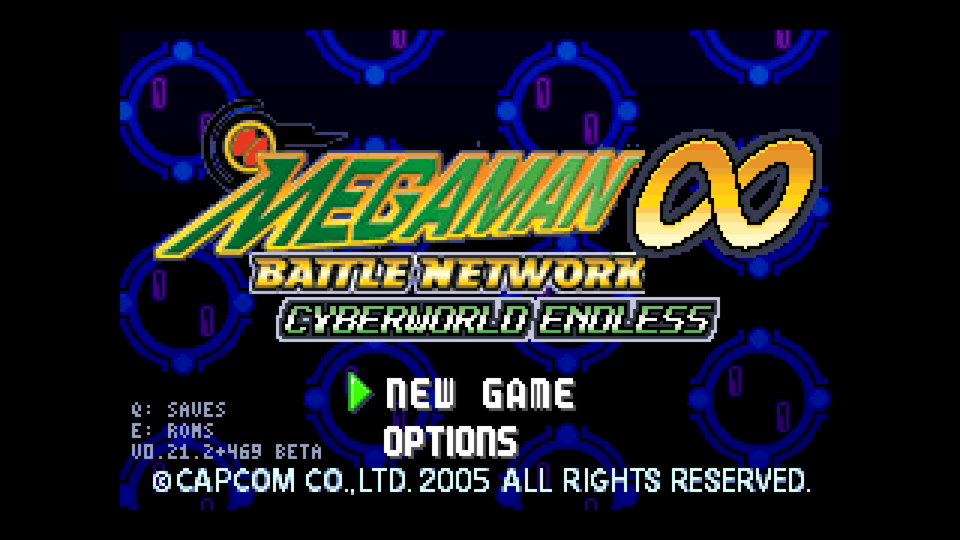 MEGAMAN ∞
BATTLE NETWORK
CYBERWORLD ENDLESS
NEW GAME
OPTIONS
Q: SAVES
E: ROMS
V0.21.2+469 BETA
©CAPCOM CO.,LTD. 2005 ALL RIGHTS RESERVED.